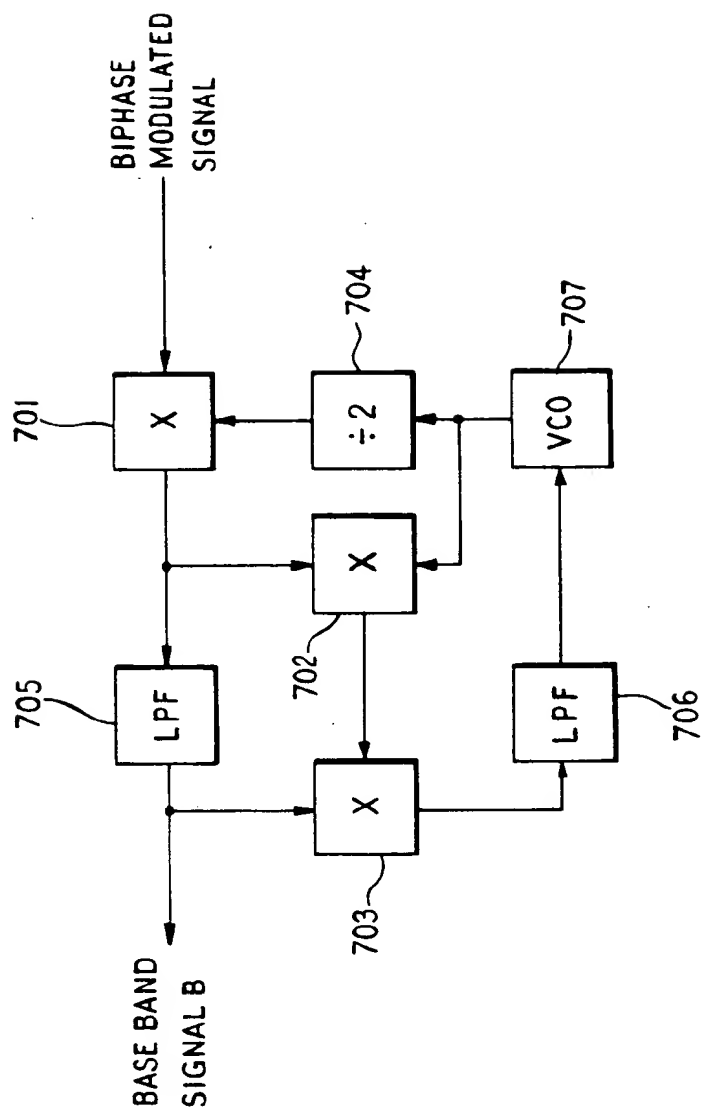 BIPHASE
MODULATED
SIGNAL
701
X
÷2
704
VCO
707
X
702
705
LPF
X
703
LPF
706
BASE BAND
SIGNAL B